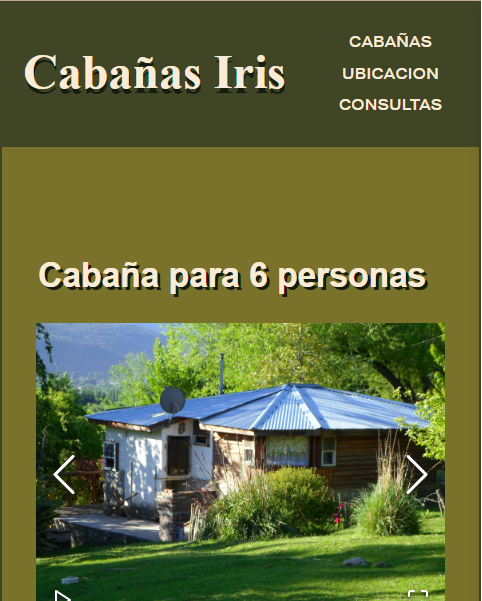 Cabañas Iris
CABAÑAS
UBICACION
CONSULTAS
Cabaña para 6 personas